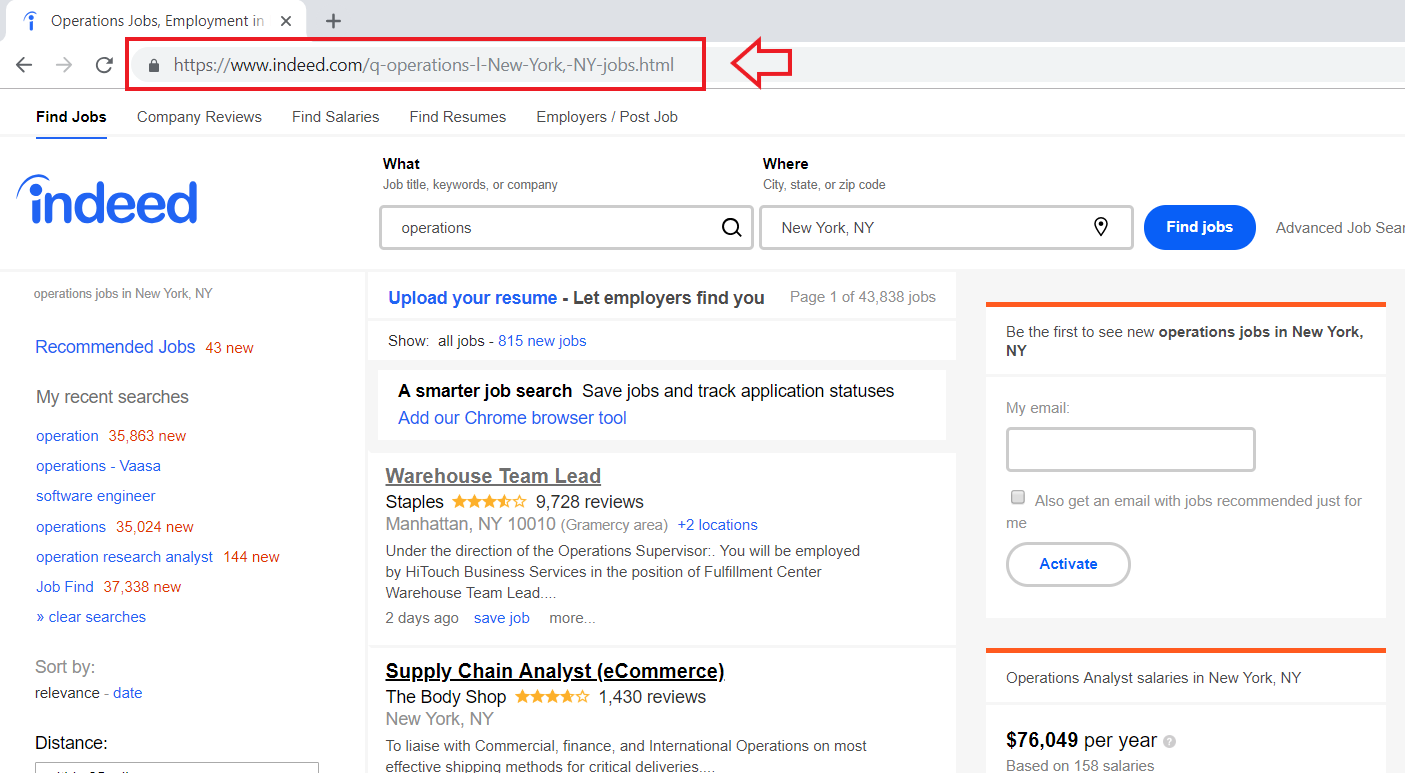 Operations Jobs, Employment in
https://www.indeed.com/q-operations-l-New-York,-NY-jobs.html
Find Jobs
Company Reviews
Find Salaries
Find Resumes
Employers / Post Job
indeed
What
Job title, keywords, or company
operations
Where
City, state, or zip code
New York, NY
Find jobs
Advanced Job Sear
operations jobs in New York, NY
Recommended Jobs 43 new
My recent searches
operation 35,863 new
operations - Vaasa
software engineer
operations 35,024 new
operation research analyst 144 new
Job Find 37,338 new
» clear searches
Sort by:
relevance - date
Distance:
Upload your resume - Let employers find you
Page 1 of 43,838 jobs
Show: all jobs - 815 new jobs
A smarter job search Save jobs and track application statuses
Add our Chrome browser tool
Warehouse Team Lead
Staples 9,728 reviews
Manhattan, NY 10010 (Gramercy area) +2 locations
Under the direction of the Operations Supervisor:. You will be employed
by HiTouch Business Services in the position of Fulfillment Center
Warehouse Team Lead....
2 days ago save job more...
Supply Chain Analyst (eCommerce)
The Body Shop 1,430 reviews
New York, NY
To liaise with Commercial, finance, and International Operations on most
effective shipping methods for critical deliveries....
Be the first to see new operations jobs in New York,
NY
My email:
Also get an email with jobs recommended just for
me
Activate
Operations Analyst salaries in New York, NY
$76,049 per year ?
Based on 158 salaries